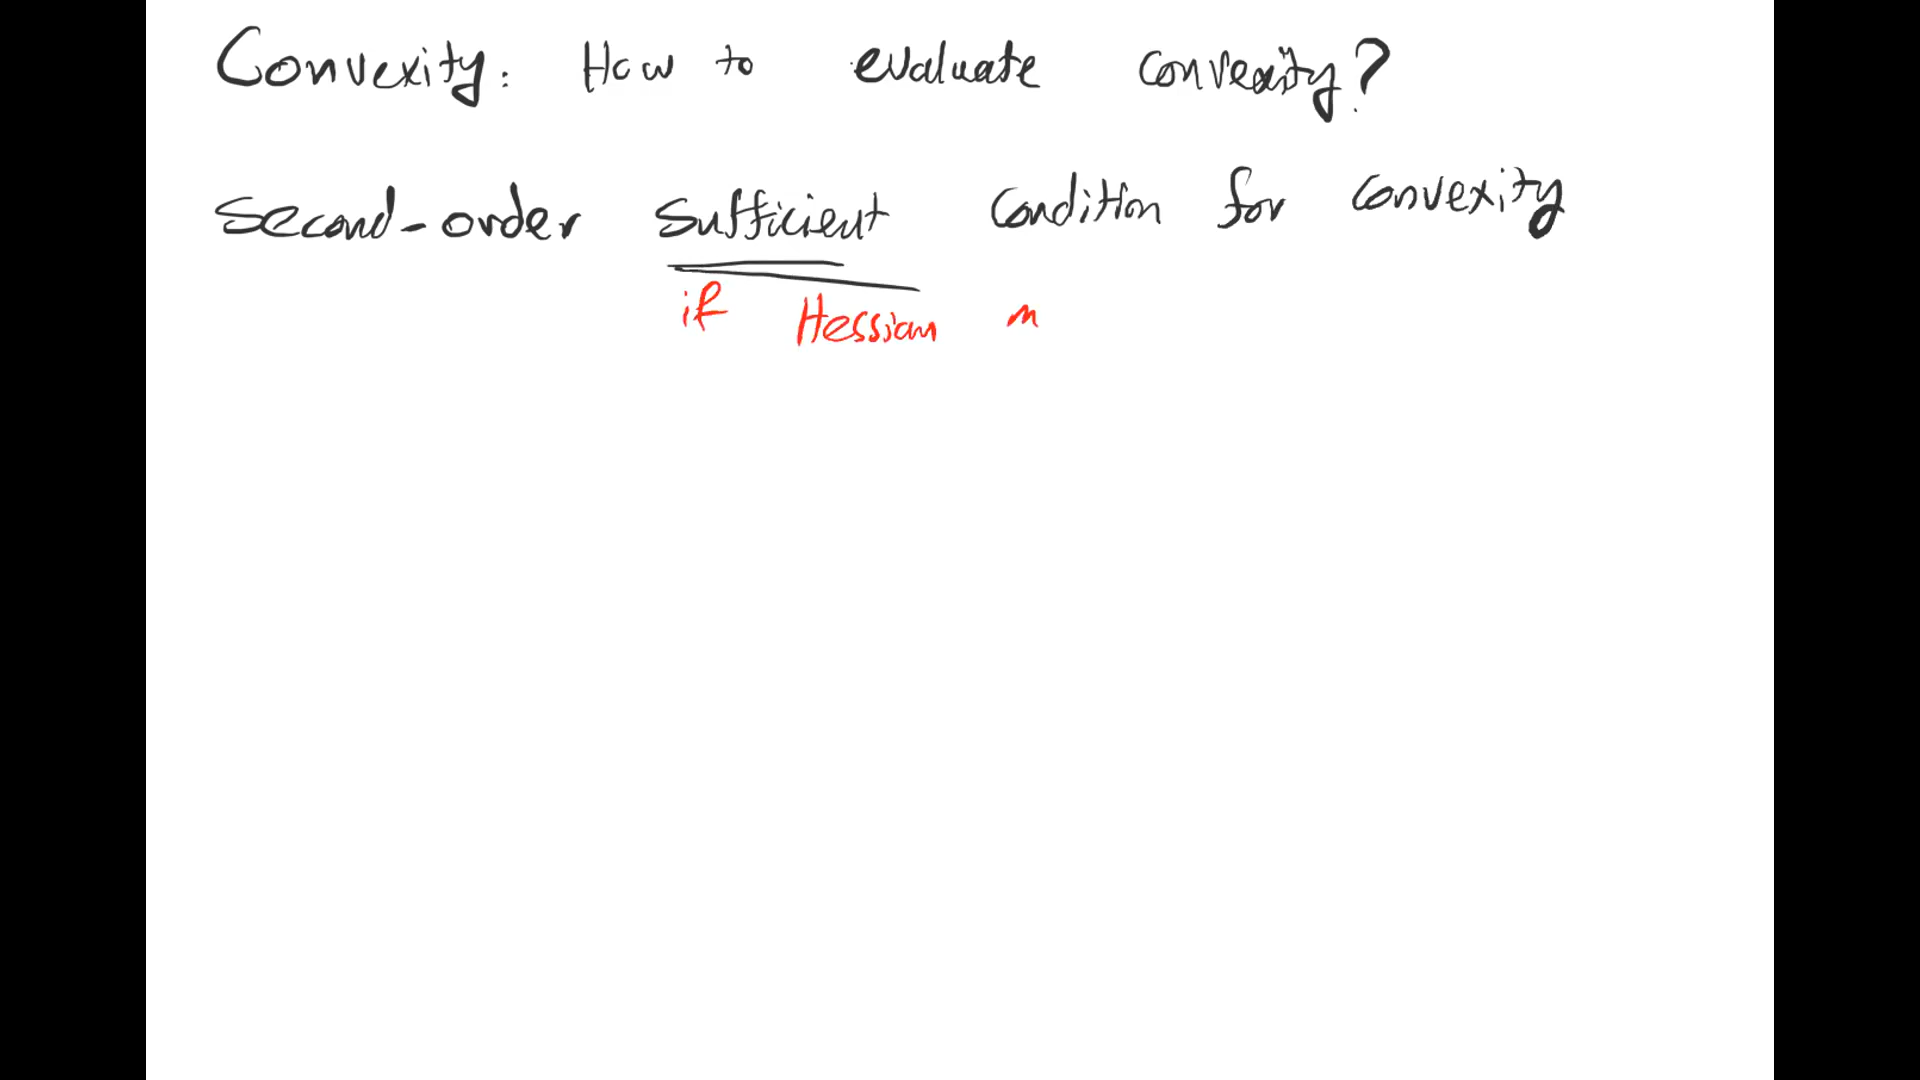 Convexity: How to evaluate convexity?
Second-order sufficient condition for convexity
if Hessian m